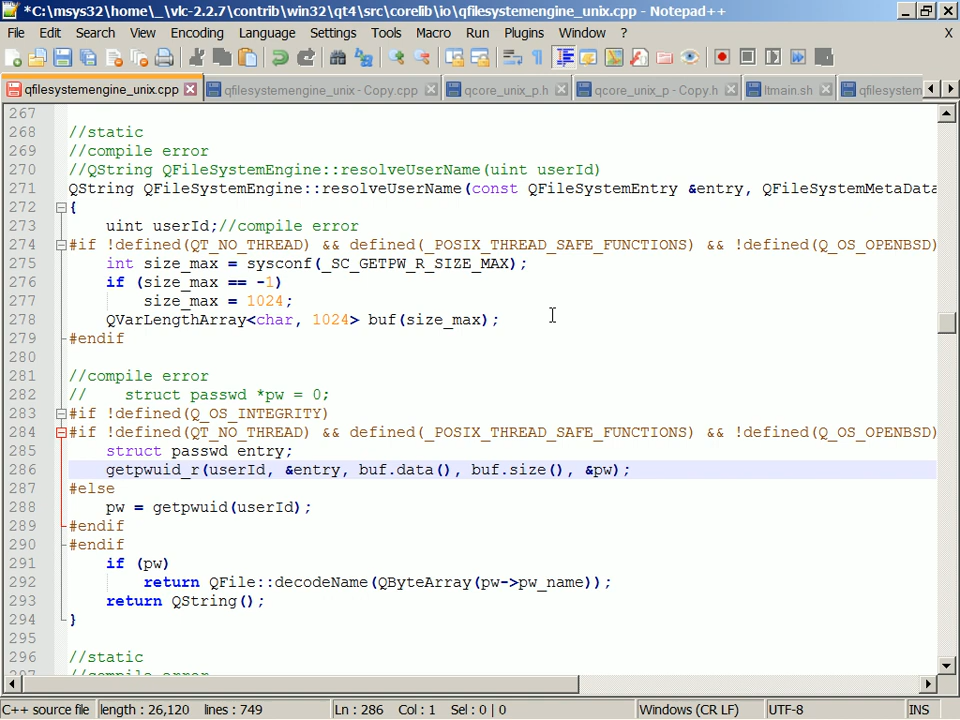 *C:\msys32\home\_\vlc-2.2.7\contrib\win32\qt4\src\corelib\io\qfilesystemengine_unix.cpp - Notepad++
File Edit Search View Encoding Language Settings Tools Macro Run Plugins Window ? X
qfilesystemengine_unix.cpp qfilesystemengine_unix - Copy.cpp qcore_unix_p.h qcore_unix_p - Copy.h ltmain.sh qfilesystem
267
268 //static
269 //compile error
270 //QString QFileSystemEngine::resolveUserName(uint userId)
271 QString QFileSystemEngine::resolveUserName(const QFileSystemEntry &entry, QFileSystemMetaData
272 {
273 uint userId;//compile error
274 #if !defined(QT_NO_THREAD) && defined(_POSIX_THREAD_SAFE_FUNCTIONS) && !defined(Q_OS_OPENBSD)
275 int size_max = sysconf(_SC_GETPW_R_SIZE_MAX);
276 if (size_max == -1)
277 size_max = 1024;
278 QVarLengthArray<char, 1024> buf(size_max);
279 #endif
280
281 //compile error
282 // struct passwd *pw = 0;
283 #if !defined(Q_OS_INTEGRITY)
284 #if !defined(QT_NO_THREAD) && defined(_POSIX_THREAD_SAFE_FUNCTIONS) && !defined(Q_OS_OPENBSD)
285 struct passwd entry;
286 getpwuid_r(userId, &entry, buf.data(), buf.size(), &pw);
287 #else
288 pw = getpwuid(userId);
289 #endif
290 #endif
291 if (pw)
292 return QFile::decodeName(QByteArray(pw->pw_name));
293 return QString();
294 }
295
296 //static
C++ source file length : 26,120 lines : 749 Ln : 286 Col : 1 Sel : 0 | 0 Windows (CR LF) UTF-8 INS